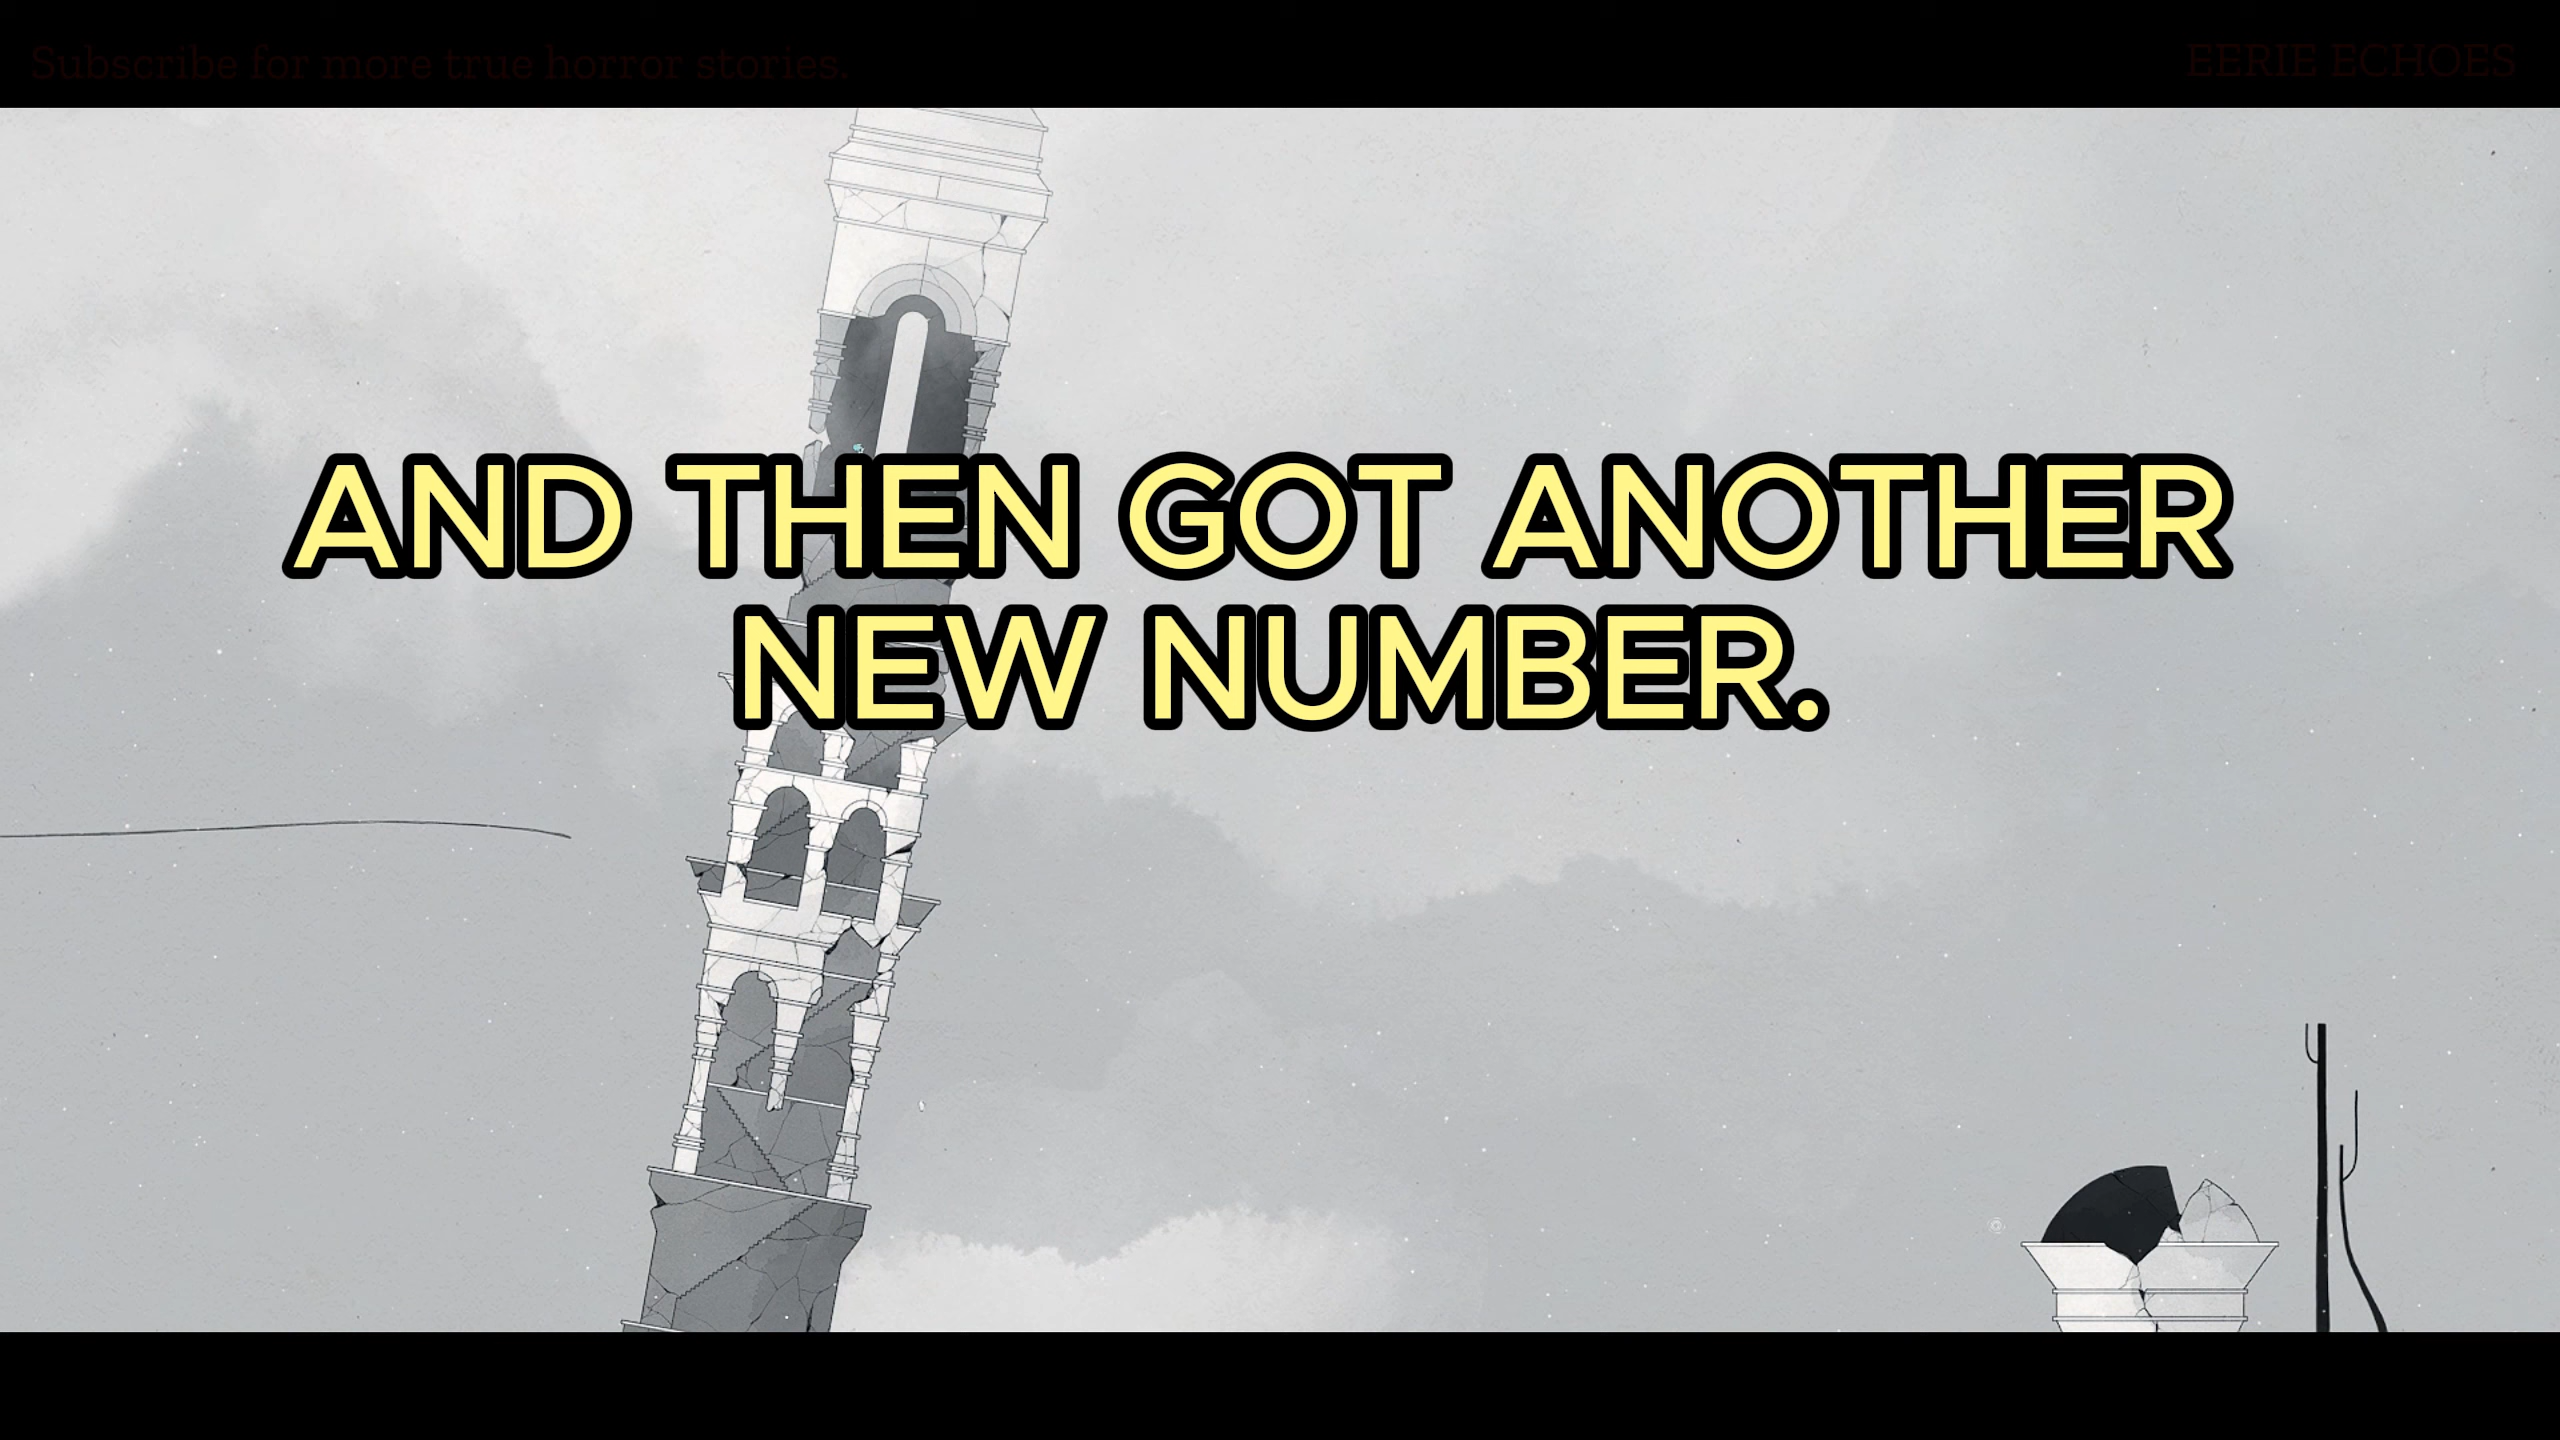 Subscribe for more true horror stories.
EERIE ECHOES
AND THEN GOT ANOTHER
NEW NUMBER.